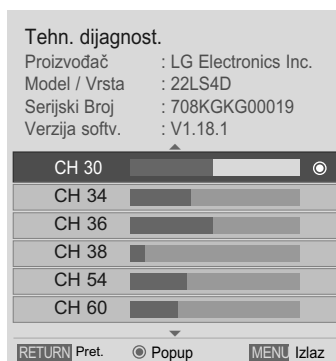 Tehn. dijagnost.
Proizvođač : LG Electronics Inc.
Model / Vrsta : 22LS4D
Serijski Broj : 708KGKG00019
Verzija softv. : V1.18.1
CH 30
CH 34
CH 36
CH 38
CH 54
CH 60
RETURN Pret. Popup MENU Izlaz